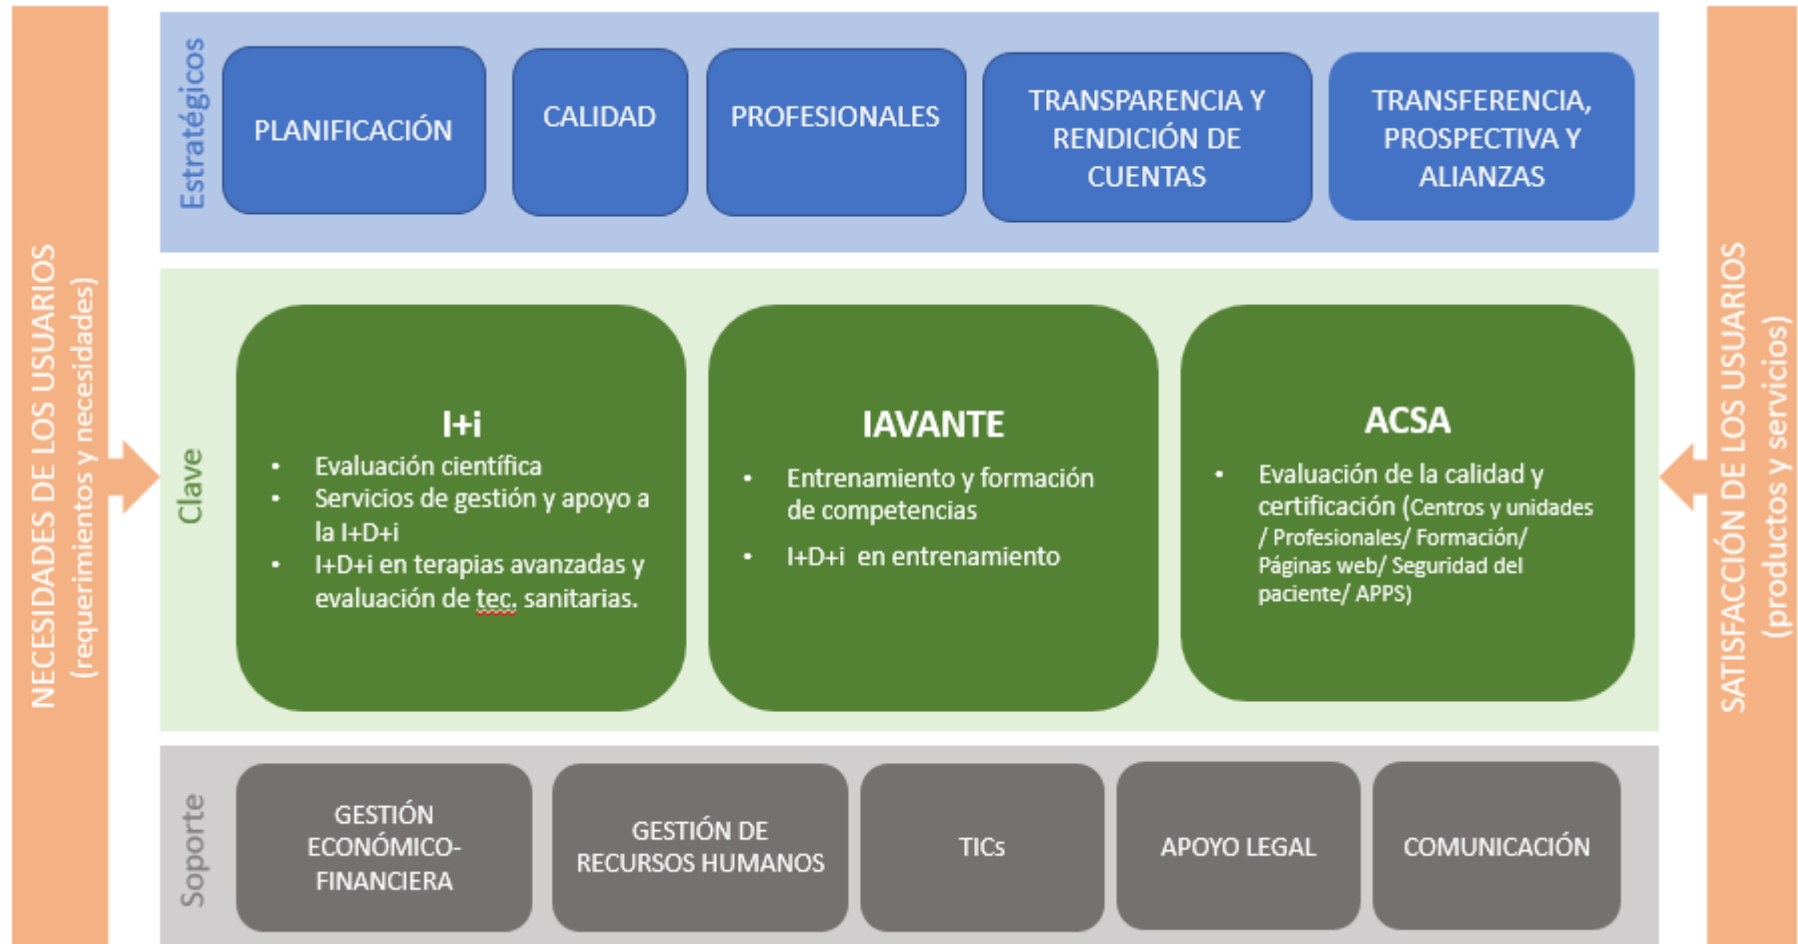 NECESIDADES DE LOS USUARIOS
(requerimientos y necesidades)
Estratégicos
PLANIFICACIÓN
CALIDAD
PROFESIONALES
TRANSPARENCIA Y
RENDICIÓN DE
CUENTAS
TRANSFERENCIA,
PROSPECTIVA Y
ALIANZAS
Clave
I+i
• Evaluación científica
• Servicios de gestión y apoyo a
la I+D+i
• I+D+i en terapias avanzadas y
evaluación de tec. sanitarias.
IAVANTE
• Entrenamiento y formación
de competencias
• I+D+i en entrenamiento
ACSA
• Evaluación de la calidad y
certificación (Centros y unidades
/ Profesionales/ Formación/
Páginas web/ Seguridad del
paciente/ APPS)
Soporte
GESTIÓN
ECONÓMICO-
FINANCIERA
GESTIÓN DE
RECURSOS HUMANOS
TICs
APOYO LEGAL
COMUNICACIÓN
SATISFACCIÓN DE LOS USUARIOS
(productos y servicios)